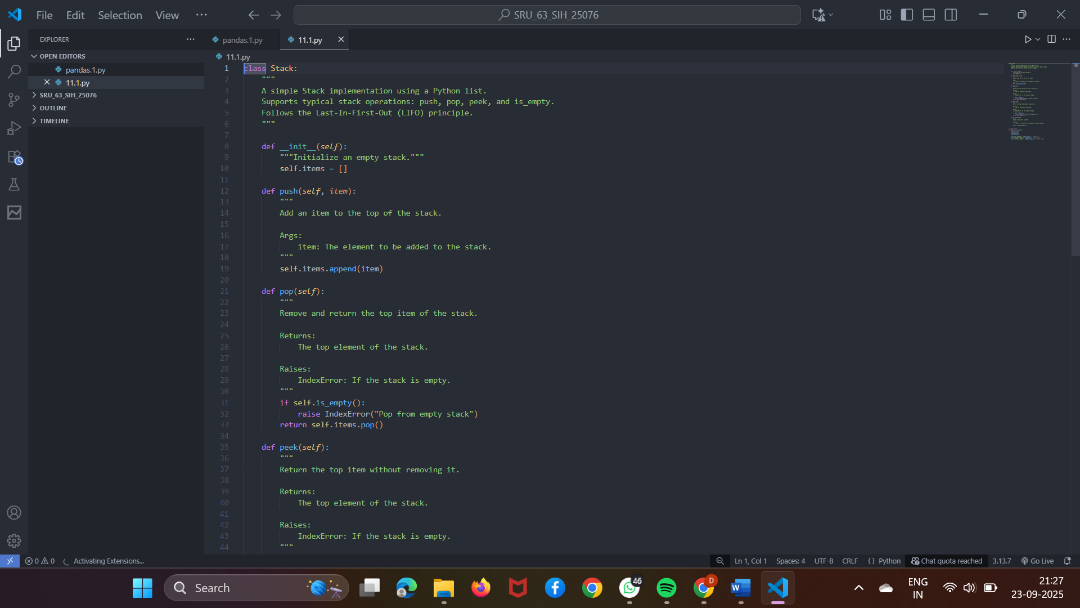 File Edit Selection View ··· SRU_63_SIH_25076
EXPLORER ···
OPEN EDITORS
pandas.1.py
11.1.py
SRU_63_SIH_25076
OUTLINE
TIMELINE
pandas.1.py 11.1.py
11.1.py
1 class Stack:
2 """
3 A simple Stack implementation using a Python list.
4 Supports typical stack operations: push, pop, peek, and is_empty.
5 Follows the Last-In-First-Out (LIFO) principle.
6 """
7
8 def __init__(self):
9 """Initialize an empty stack."""
10 self.items = []
11
12 def push(self, item):
13 """
14 Add an item to the top of the stack.
15
16 Args:
17 item: The element to be added to the stack.
18 """
19 self.items.append(item)
20
21 def pop(self):
22 """
23 Remove and return the top item of the stack.
24
25 Returns:
26 The top element of the stack.
27
28 Raises:
29 IndexError: If the stack is empty.
30 """
31 if self.is_empty():
32 raise IndexError("Pop from empty stack")
33 return self.items.pop()
34
35 def peek(self):
36 """
37 Return the top item without removing it.
38
39 Returns:
40 The top element of the stack.
41
42 Raises:
43 IndexError: If the stack is empty.
44 """
0 0 Activating Extensions... Ln 1, Col 1 Spaces: 4 UTF-8 CRLF {} Python Chat quota reached 3.13.7 Go Live
Search 46 D ENG IN 21:27 23-09-2025